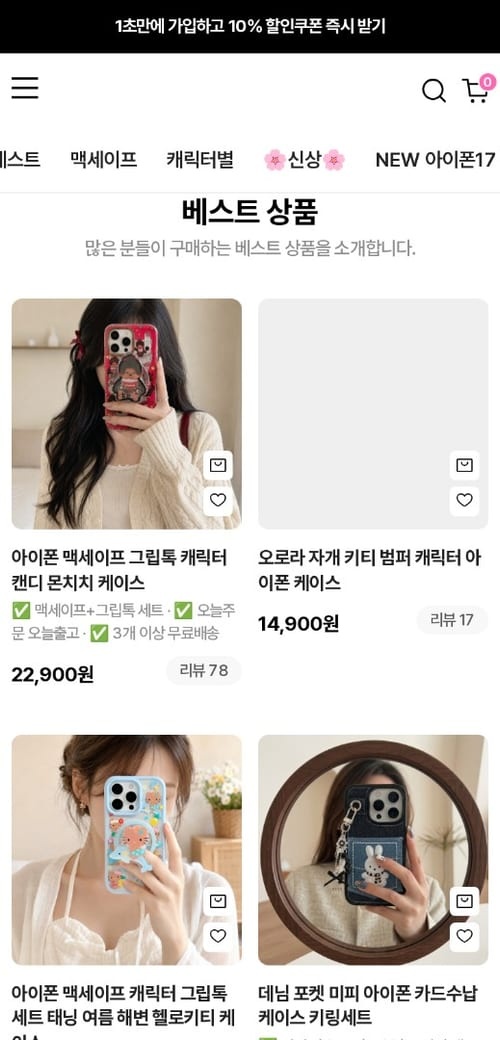 1초만에 가입하고 10% 할인쿠폰 즉시 받기
0
맥세이프 캐릭터별 🌸신상🌸 NEW 아이폰17
베스트 상품
많은 분들이 구매하는 베스트 상품을 소개합니다.
아이폰 맥세이프 그립톡 캐릭터
캔디 몬치치 케이스
✅ 맥세이프+그립톡 세트 · ✅ 오늘주
문 오늘출고 · ✅ 3개 이상 무료배송
22,900원
리뷰 78
오로라 자개 키티 범퍼 캐릭터 아
이폰 케이스
14,900원
리뷰 17
아이폰 맥세이프 캐릭터 그립톡
세트 태닝 여름 해변 헬로키티 케
데님 포켓 미피 아이폰 카드수납
케이스 키링세트